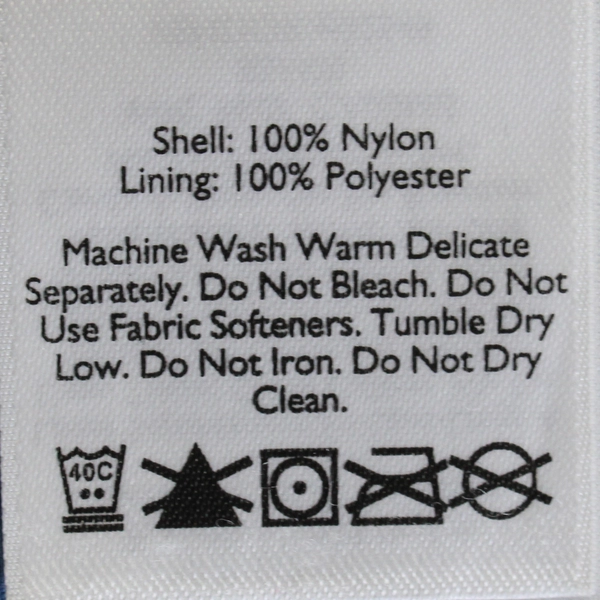 Shell: 100% Nylon
Lining: 100% Polyester
Machine Wash Warm Delicate
Separately. Do Not Bleach. Do Not
Use Fabric Softeners. Tumble Dry
Low. Do Not Iron. Do Not Dry
Clean.
40C